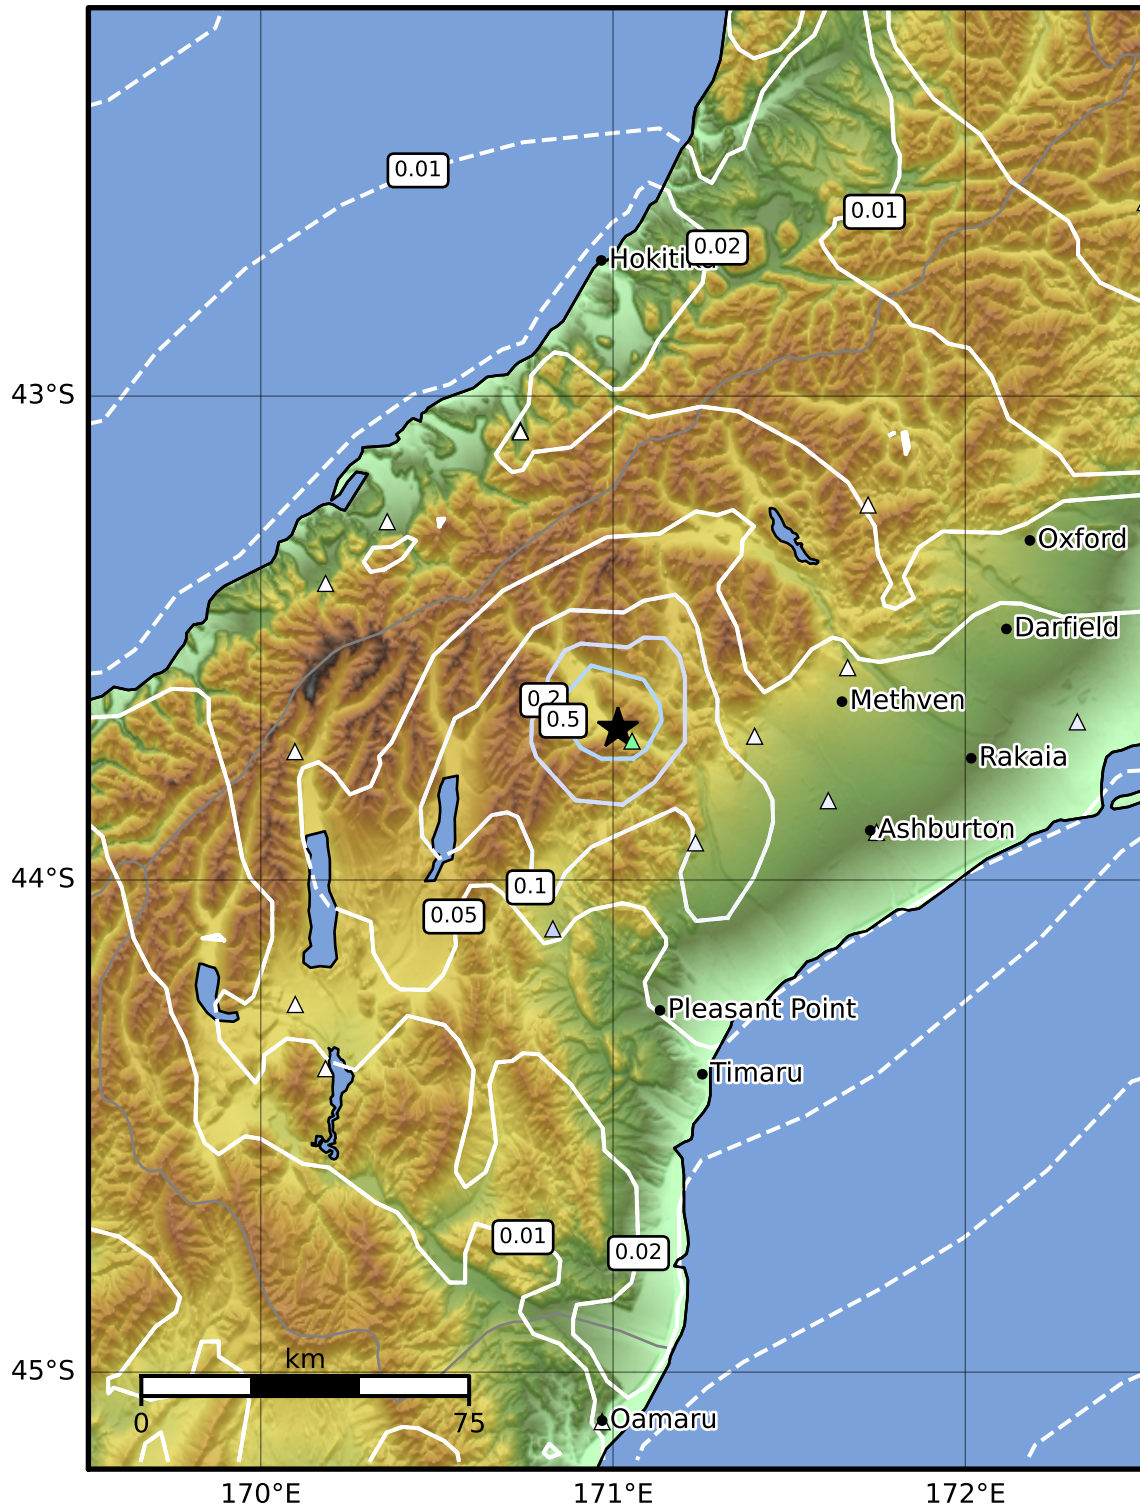 0.01
0.01
0.02
Hokitika
43°S
Oxford
Darfield
0.2
Methven
0.5
Rakaia
Ashburton
44°S
0.1
0.05
Pleasant Point
Timaru
0.01
0.02
km
45°S
0 75
Oamaru
170°E 171°E 172°E